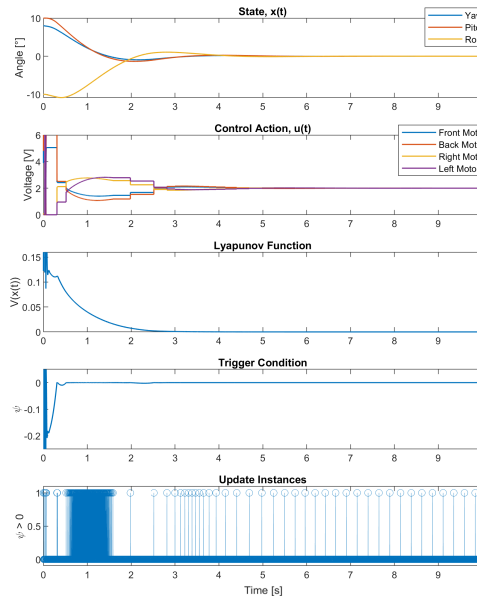 State, x(t)
Angle [°]
10
0
-10
0 1 2 3 4 5 6 7 8 9
Yaw
Pitc
Ro
Control Action, u(t)
Voltage [V]
6
4
2
0
0 1 2 3 4 5 6 7 8 9
Front Mot
Back Mot
Right Mot
Left Moto
Lyapunov Function
V(x(t))
0.15
0.1
0.05
0
0 1 2 3 4 5 6 7 8 9
Trigger Condition
ψ
0
-0.1
-0.2
0 1 2 3 4 5 6 7 8 9
Update Instances
ψ > 0
1
0.5
0
0 1 2 3 4 5 6 7 8 9
Time [s]